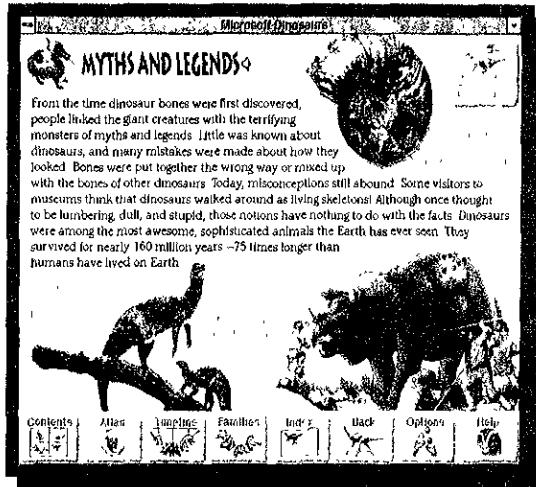 Microsoft Dinosaurs
MYTHS AND LEGENDS
From the time dinosaur bones were first discovered,
people linked the giant creatures with the terrifying
monsters of myths and legends Little was known about
dinosaurs, and many mistakes were made about how they
looked Bones were put together the wrong way or mixed up
with the bones of other dinosaurs Today, misconceptions still abound Some visitors to
museums think that dinosaurs walked around as living skeletons! Although once thought
to be lumbering, dull, and stupid, those notions have nothing to do with the facts Dinosaurs
were among the most awesome, sophisticated animals the Earth has ever seen They
survived for nearly 160 million years –75 times longer than
humans have lived on Earth
Contents Atlas Timeline Families Index Back Options Help